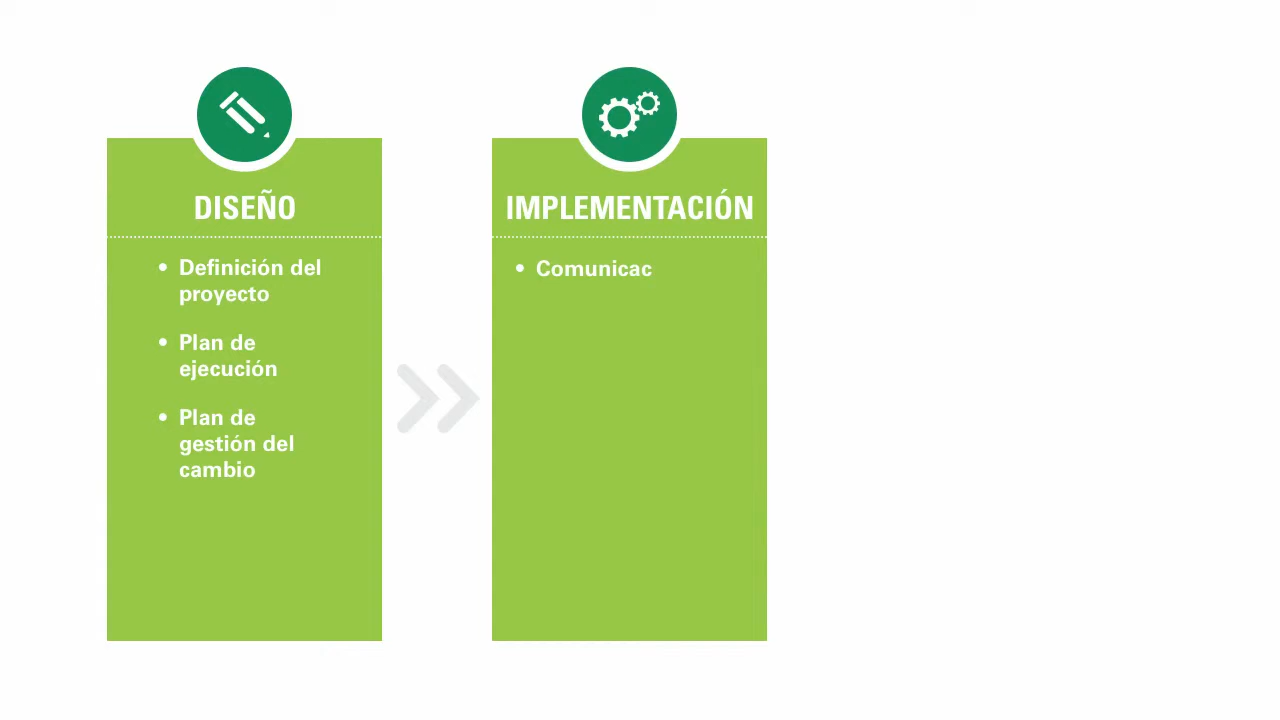 DISEÑO
• Definición del
proyecto
• Plan de
ejecución
• Plan de
gestión del
cambio
IMPLEMENTACIÓN
• Comunicac